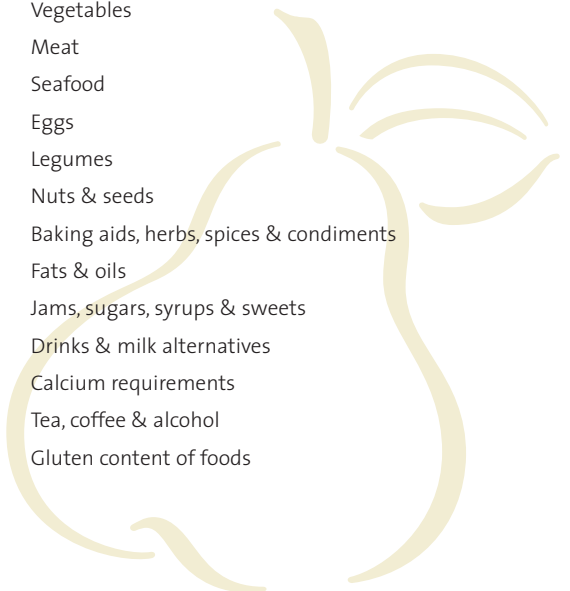 Vegetables
Meat
Seafood
Eggs
Legumes
Nuts & seeds
Baking aids, herbs, spices & condiments
Fats & oils
Jams, sugars, syrups & sweets
Drinks & milk alternatives
Calcium requirements
Tea, coffee & alcohol
Gluten content of foods